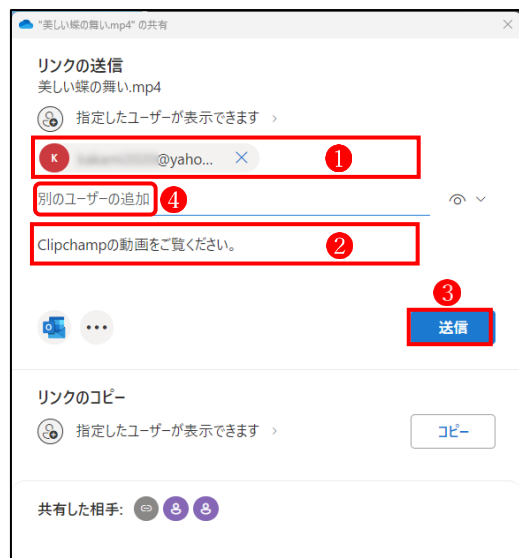 "美しい蝶の舞い.mp4" の共有
リンクの送信
美しい蝶の舞い.mp4
指定したユーザーが表示できます
K @yaho... 1
別のユーザーの追加 4
Clipchampの動画をご覧ください。 2
3
送信
リンクのコピー
指定したユーザーが表示できます
コピー
共有した相手: